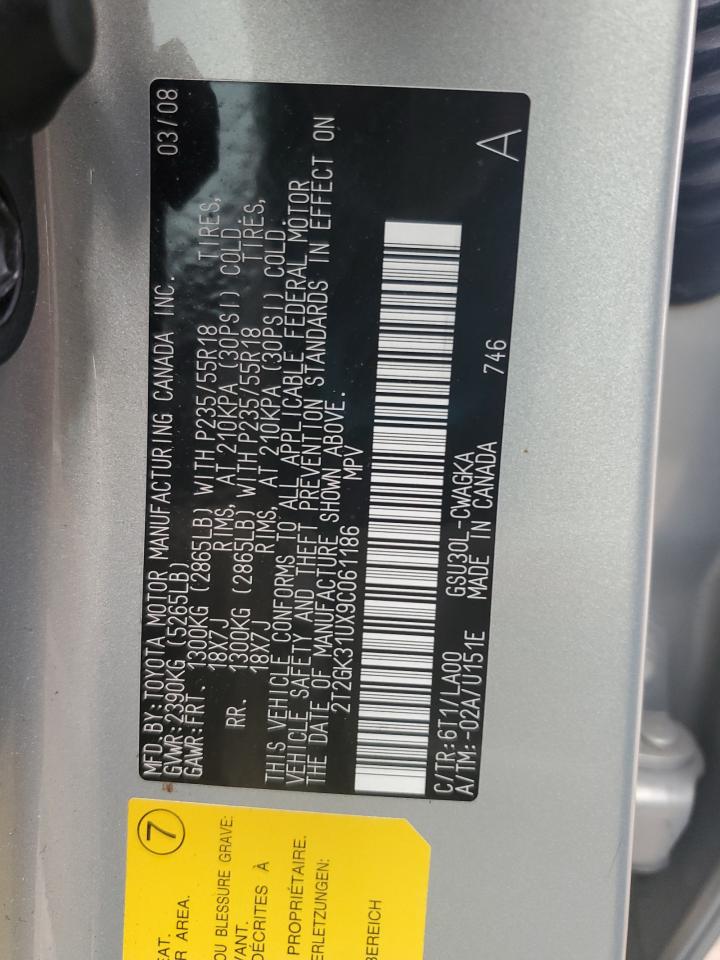 MFD.BY:TOYOTA MOTOR MANUFACTURING CANADA INC. 03/08
GVWR:2390KG (5265LB)
GAWR:FRT. 1300KG (2865LB) WITH P235/55R18 TIRES,
18X7J RIMS, AT 210KPA (30PSI) COLD
RR. 1300KG (2865LB) WITH P235/55R18 TIRES,
18X7J RIMS, AT 210KPA (30PSI) COLD.
THIS VEHICLE CONFORMS TO ALL APPLICABLE FEDERAL MOTOR
VEHICLE SAFETY AND THEFT PREVENTION STANDARDS IN EFFECT ON
THE DATE OF MANUFACTURE SHOWN ABOVE.
2T2GK31UX9C061186 MPV
C/TR:6T1/LA00 GSU30L-CWAGKA 746 A
A/TM:-02A/U151E MADE IN CANADA
7
EAT.
R AREA.
OU BLESSURE GRAVE:
VANT.
DÉCRITES À
PROPRIÉTAIRE.
ERLETZUNGEN:
BEREICH